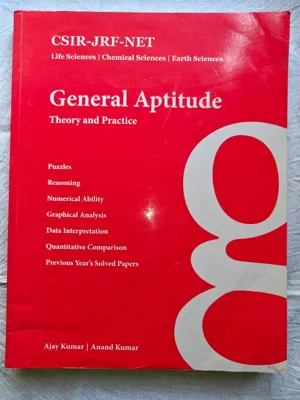 CSIR-JRF-NET
Life Sciences | Chemical Sciences | Earth Sciences
General Aptitude
Theory and Practice
Puzzles
Reasoning
Numerical Ability
Graphical Analysis
Data Interpretation
Quantitative Comparison
Previous Year's Solved Papers
g
Ajay Kumar | Anand Kumar